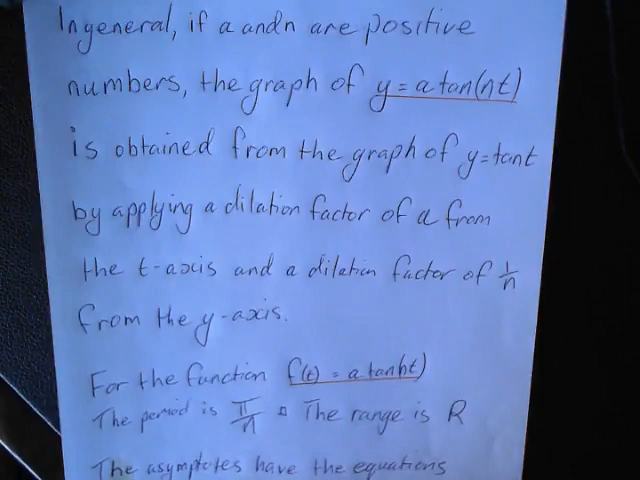 In general, if a and n are positive
numbers, the graph of y = a tan(nt)
is obtained from the graph of y=tant
by applying a dilation factor of a from
the t-axis and a dilation factor of 1/n
from the y-axis.
For the function f(t) = a tan(nt)
The period is π/n ▫ The range is R
The asymptotes have the equations